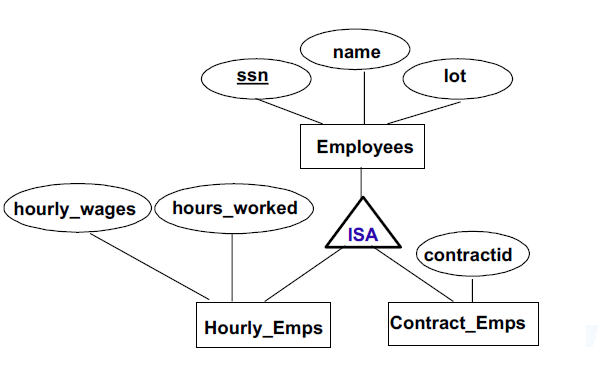 name
ssn
lot
Employees
hourly_wages
hours_worked
ISA
contractid
Hourly_Emps
Contract_Emps